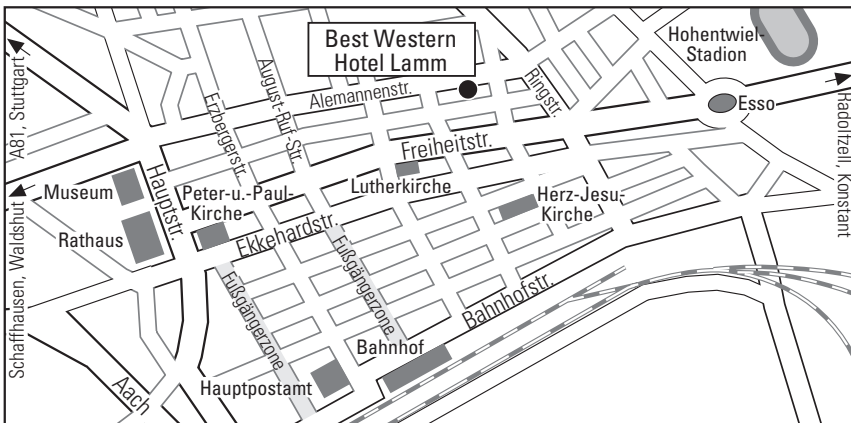 Best Western
Hotel Lamm
Hohentwiel-
Stadion
A81, Stuttgart
Erzbergerstr.
August-Ruf-Str.
Alemannenstr.
Ringstr.
Esso
Radolfzell, Konstant
Freiheitstr.
Museum
Hauptstr.
Peter-u.-Paul-
Kirche
Lutherkirche
Herz-Jesu-
Kirche
Rathaus
Ekkehardstr.
Schaffhausen, Waldshut
Fußgängerzone
Fußgängerzone
Bahnhofstr.
Bahnhof
Hauptpostamt
Aach